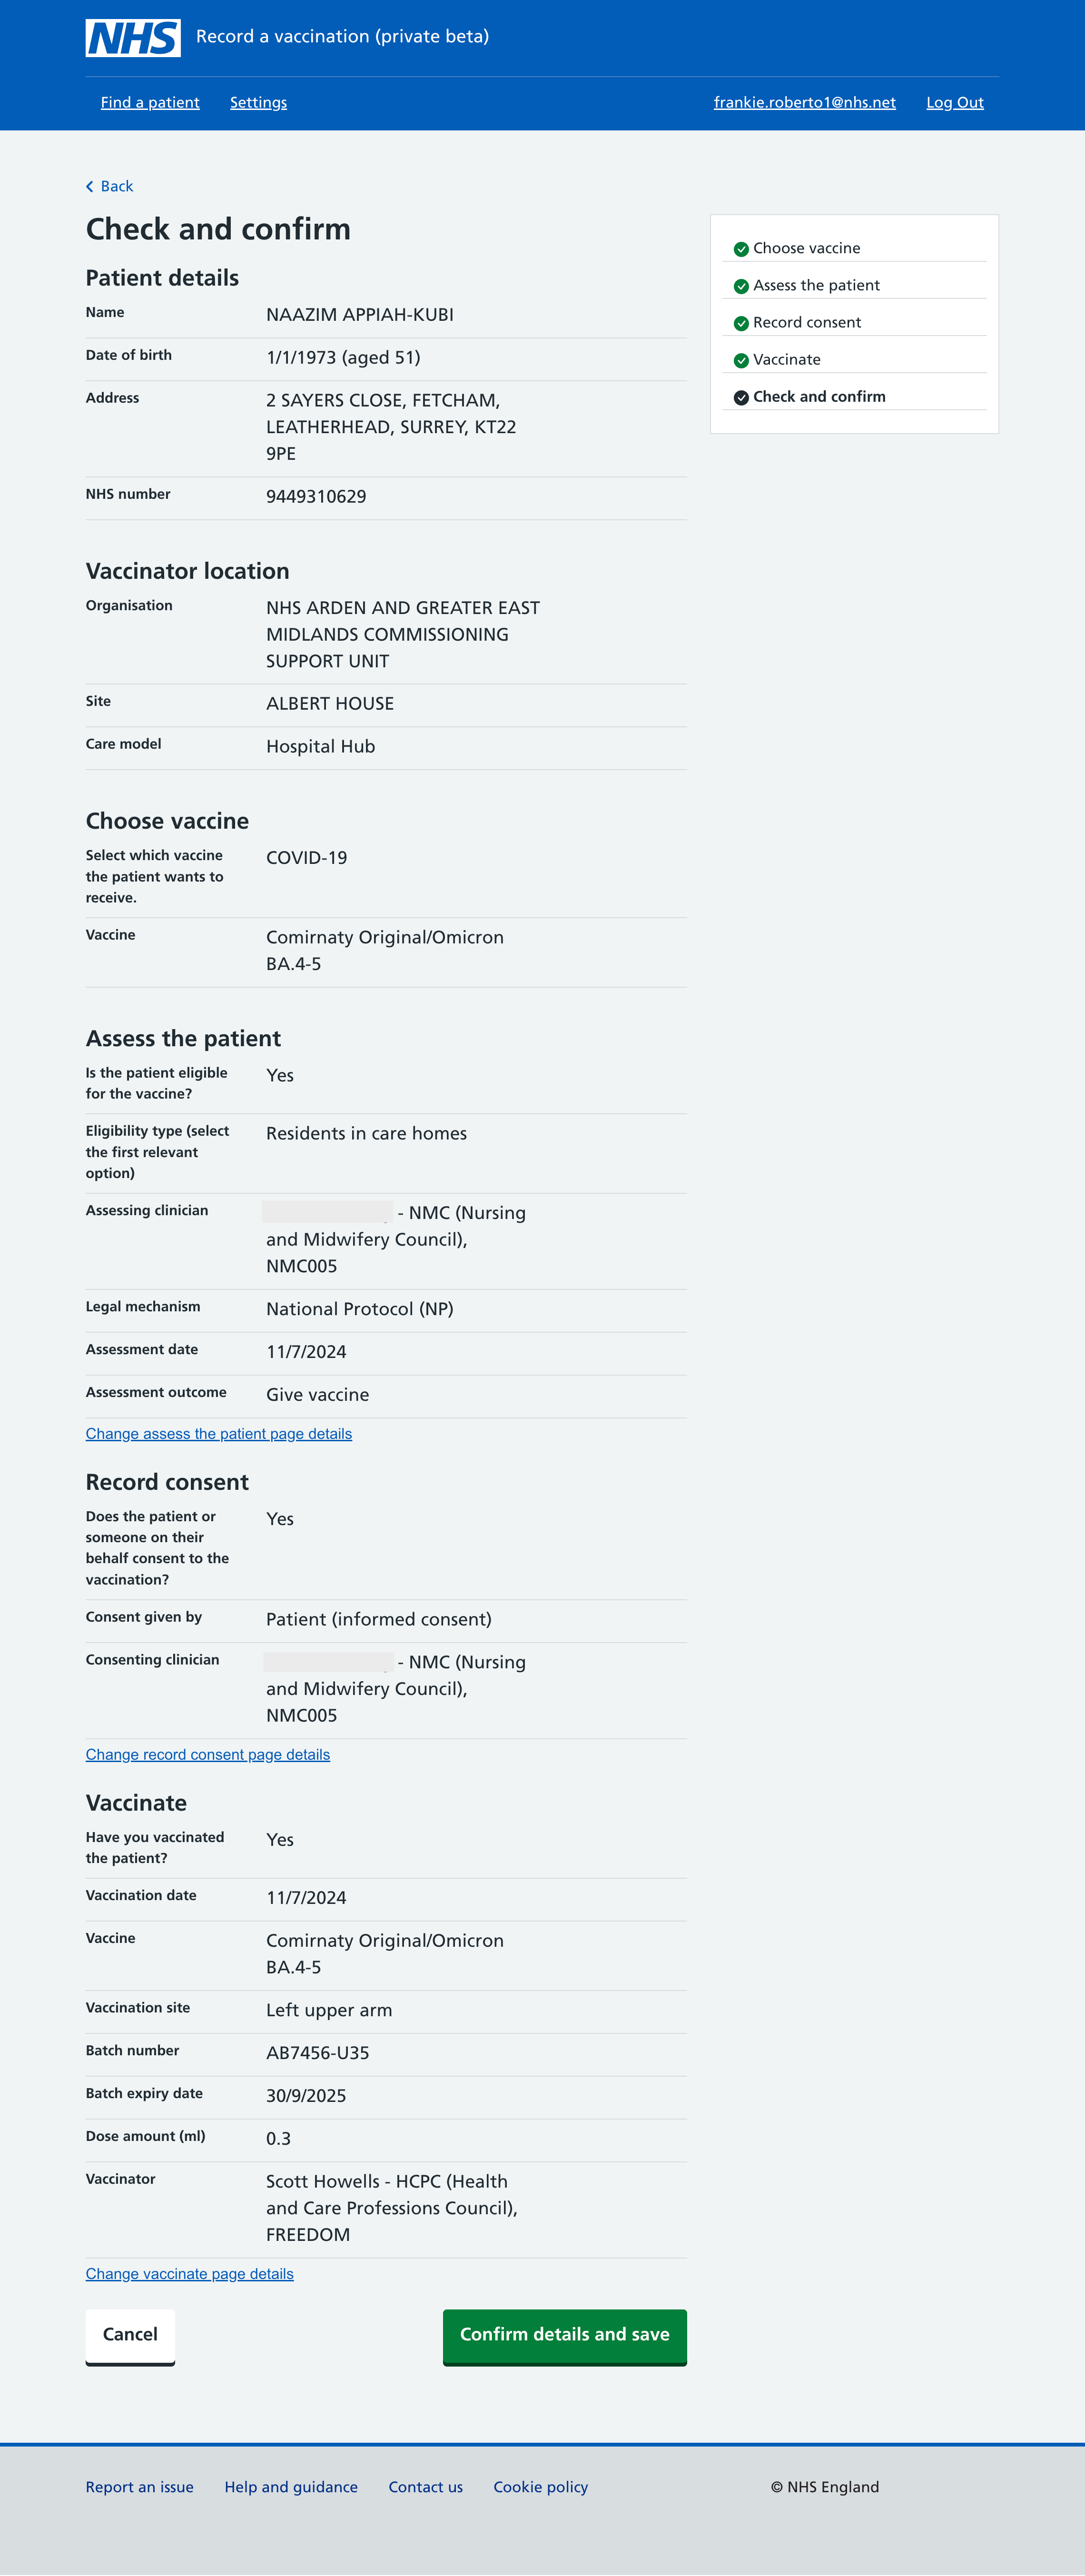 NHS Record a vaccination (private beta)
Find a patient Settings frankie.roberto1@nhs.net Log Out
Back
Check and confirm
Patient details
Name NAAZIM APPIAH-KUBI
Date of birth 1/1/1973 (aged 51)
Address 2 SAYERS CLOSE, FETCHAM,
LEATHERHEAD, SURREY, KT22
9PE
NHS number 9449310629
Choose vaccine
Assess the patient
Record consent
Vaccinate
Check and confirm
Vaccinator location
Organisation NHS ARDEN AND GREATER EAST
MIDLANDS COMMISSIONING
SUPPORT UNIT
Site ALBERT HOUSE
Care model Hospital Hub
Choose vaccine
Select which vaccine COVID-19
the patient wants to
receive.
Vaccine Comirnaty Original/Omicron
BA.4-5
Assess the patient
Is the patient eligible Yes
for the vaccine?
Eligibility type (select Residents in care homes
the first relevant
option)
Assessing clinician - NMC (Nursing
and Midwifery Council),
NMC005
Legal mechanism National Protocol (NP)
Assessment date 11/7/2024
Assessment outcome Give vaccine
Change assess the patient page details
Record consent
Does the patient or Yes
someone on their
behalf consent to the
vaccination?
Consent given by Patient (informed consent)
Consenting clinician - NMC (Nursing
and Midwifery Council),
NMC005
Change record consent page details
Vaccinate
Have you vaccinated Yes
the patient?
Vaccination date 11/7/2024
Vaccine Comirnaty Original/Omicron
BA.4-5
Vaccination site Left upper arm
Batch number AB7456-U35
Batch expiry date 30/9/2025
Dose amount (ml) 0.3
Vaccinator Scott Howells - HCPC (Health
and Care Professions Council),
FREEDOM
Change vaccinate page details
Cancel Confirm details and save
Report an issue Help and guidance Contact us Cookie policy © NHS England